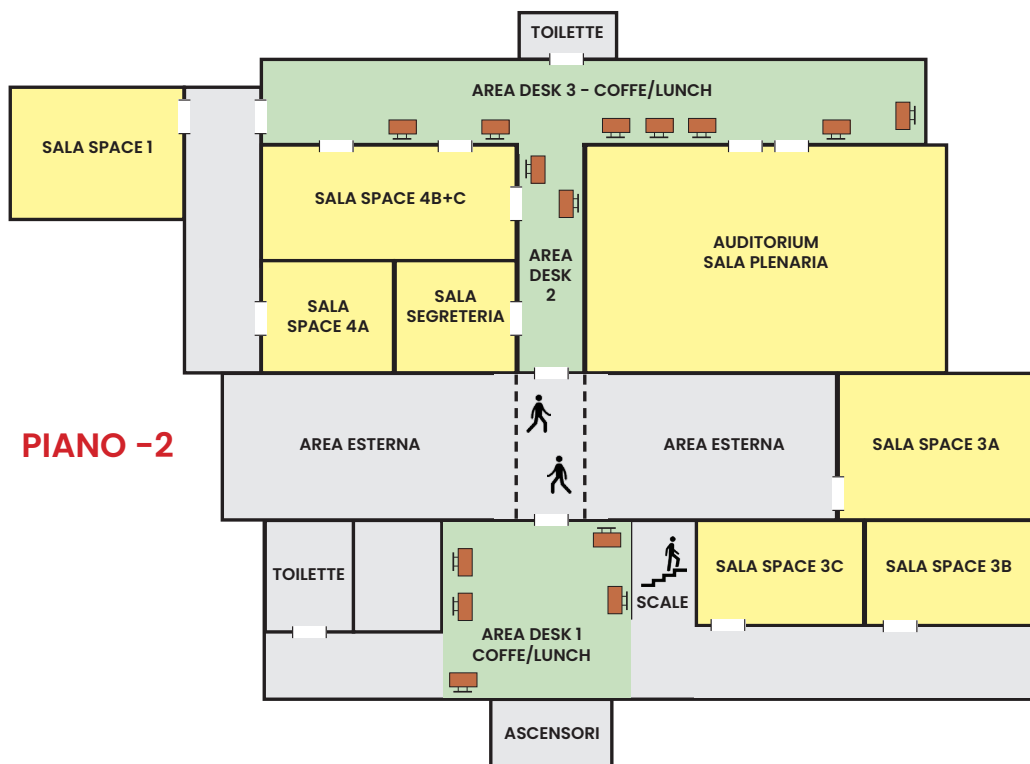 TOILETTE
AREA DESK 3 - COFFE/LUNCH
SALA SPACE 1
SALA SPACE 4B+C
AUDITORIUM
SALA PLENARIA
AREA
DESK
2
SALA
SPACE 4A
SALA
SEGRETERIA
PIANO -2
AREA ESTERNA
AREA ESTERNA
SALA SPACE 3A
TOILETTE
SCALE
SALA SPACE 3C
SALA SPACE 3B
AREA DESK 1
COFFE/LUNCH
ASCENSORI